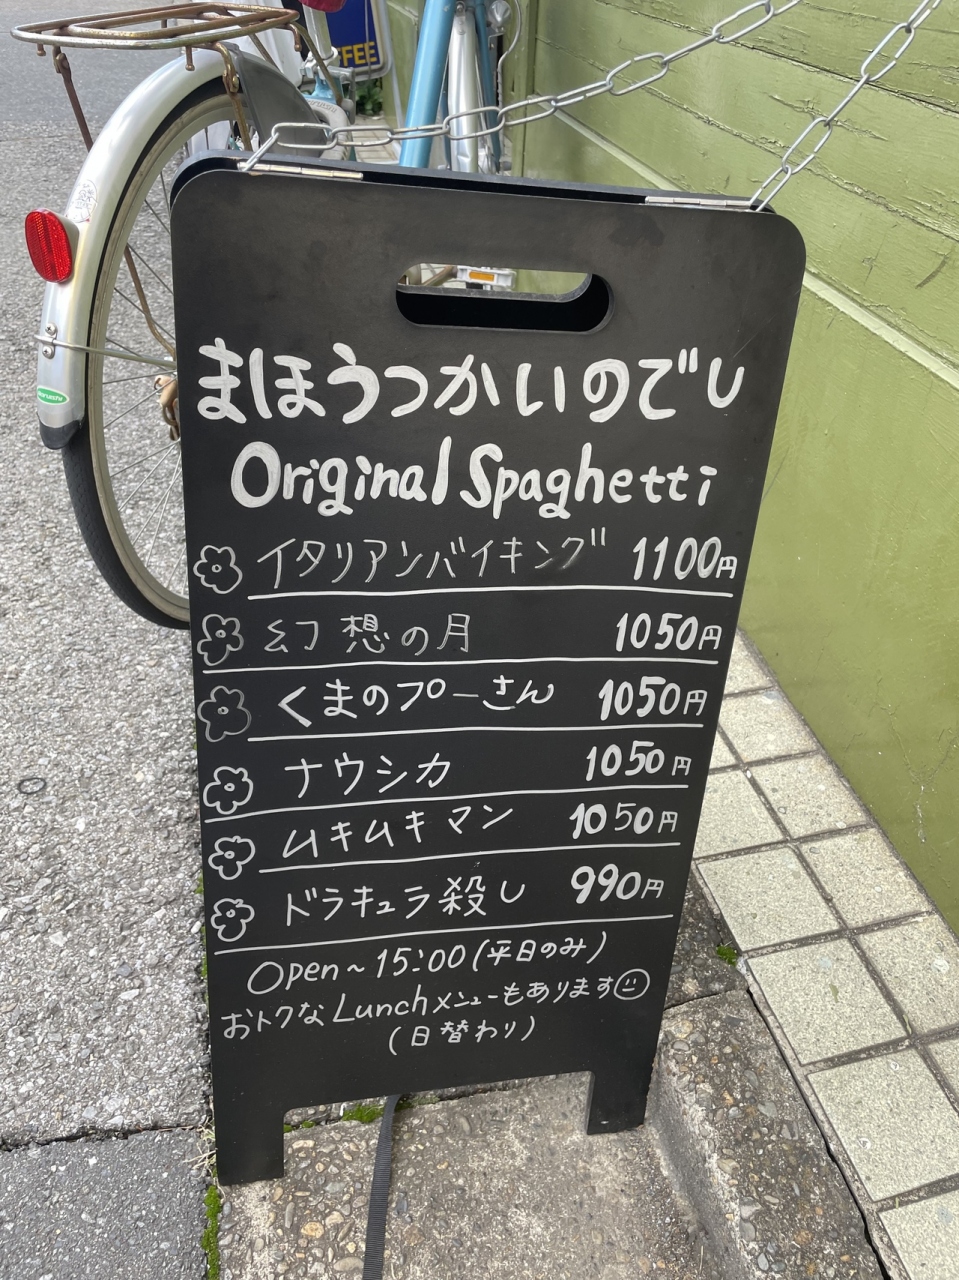 FEE
まほうつかいのでし
Original Spaghetti
イタリアンバイキング 1100円
幻想の月 1050円
くまのプーさん 1050円
ナウシカ 1050円
ムキムキマン 1050円
ドラキュラ殺し 990円
Open～15:00(平日のみ)
おトクなLunchメニューもあります☺
(日替わり)